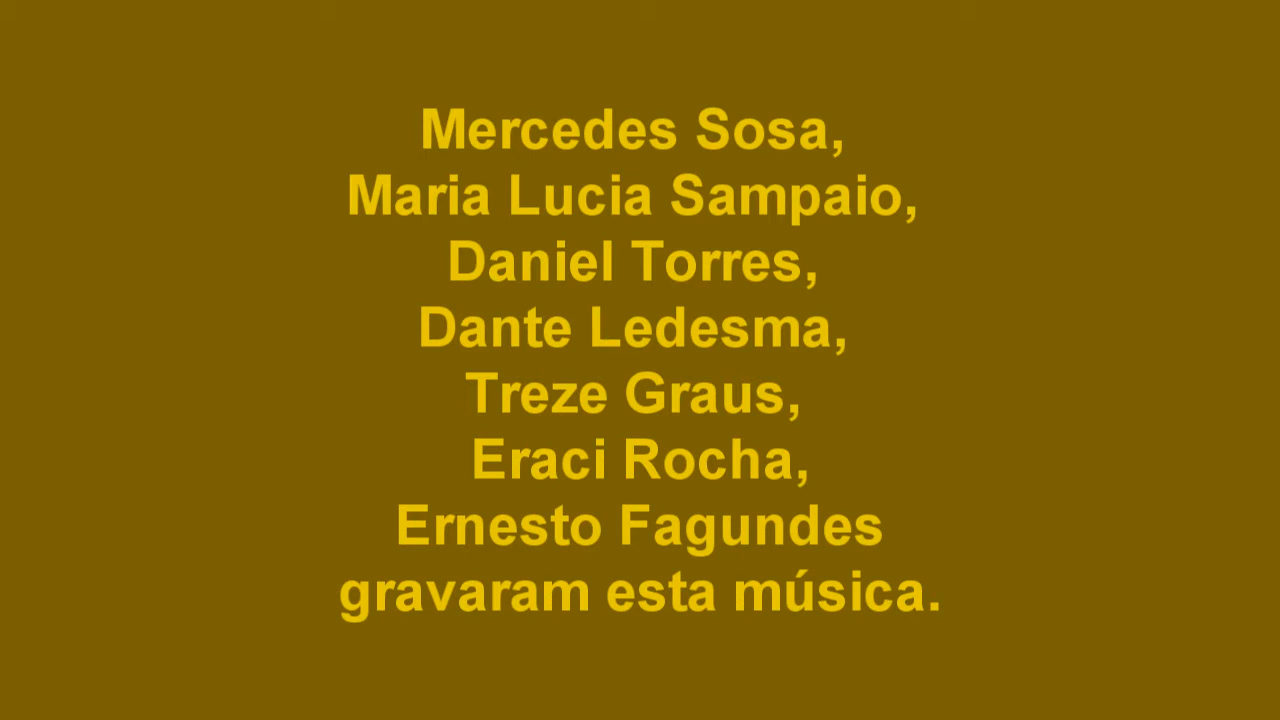 Mercedes Sosa,
Maria Lucia Sampaio,
Daniel Torres,
Dante Ledesma,
Treze Graus,
Eraci Rocha,
Ernesto Fagundes
gravaram esta música.